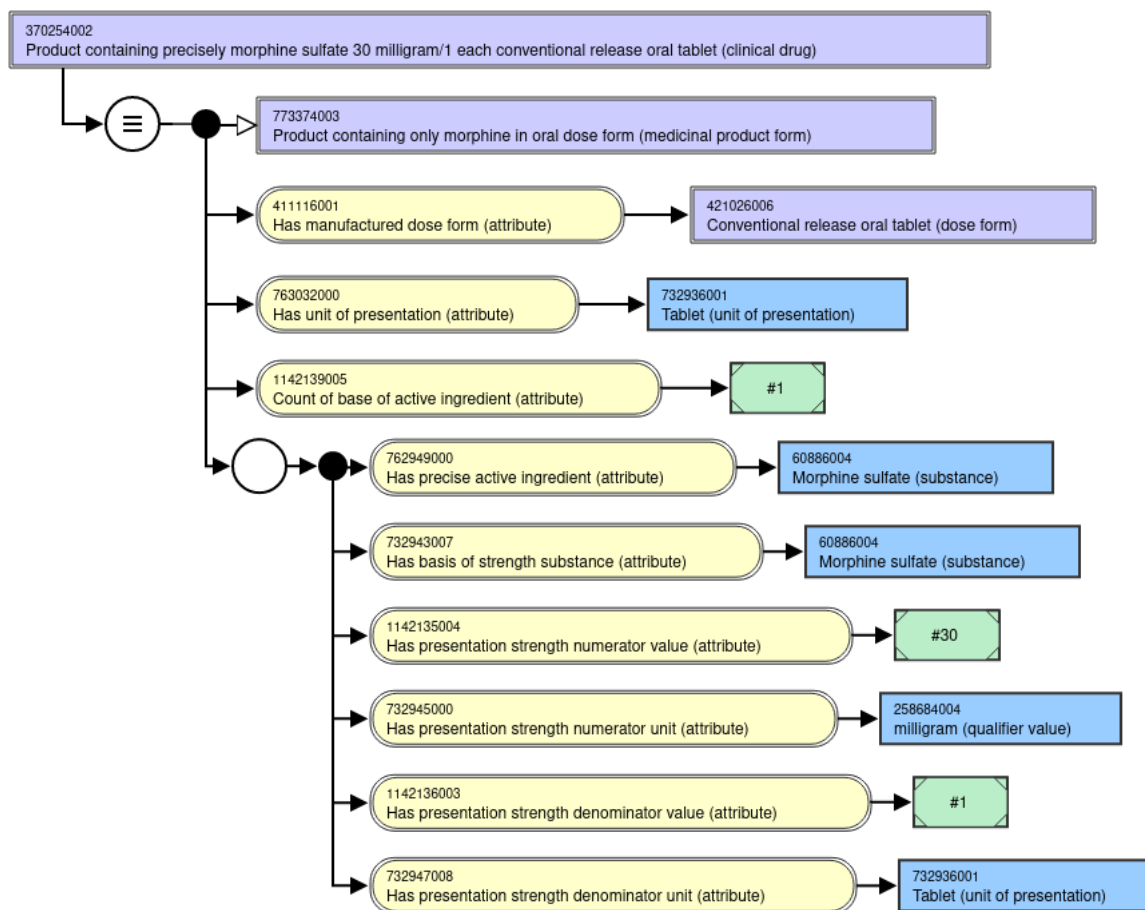 370254002
Product containing precisely morphine sulfate 30 milligram/1 each conventional release oral tablet (clinical drug)
773374003
Product containing only morphine in oral dose form (medicinal product form)
411116001
Has manufactured dose form (attribute)
421026006
Conventional release oral tablet (dose form)
763032000
Has unit of presentation (attribute)
732936001
Tablet (unit of presentation)
1142139005
Count of base of active ingredient (attribute)
#1
762949000
Has precise active ingredient (attribute)
60886004
Morphine sulfate (substance)
732943007
Has basis of strength substance (attribute)
60886004
Morphine sulfate (substance)
1142135004
Has presentation strength numerator value (attribute)
#30
732945000
Has presentation strength numerator unit (attribute)
258684004
milligram (qualifier value)
1142136003
Has presentation strength denominator value (attribute)
#1
732947008
Has presentation strength denominator unit (attribute)
732936001
Tablet (unit of presentation)